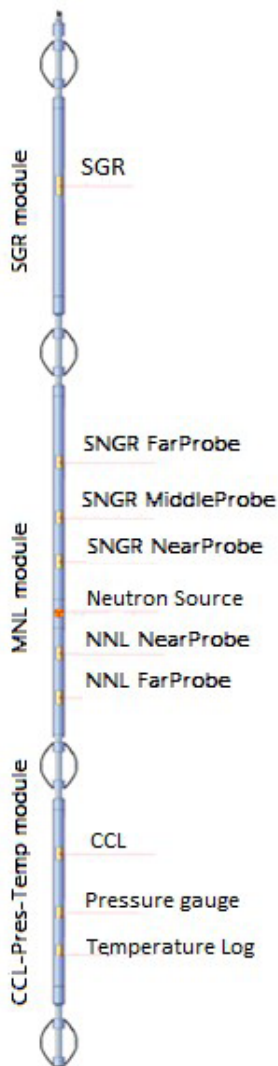 SGR module
SGR
MNL module
SNGR FarProbe
SNGR MiddleProbe
SNGR NearProbe
Neutron Source
NNL NearProbe
NNL FarProbe
CCL-Pres-Temp module
CCL
Pressure gauge
Temperature Log